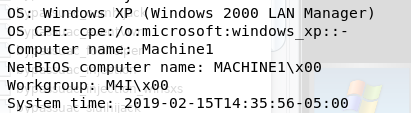 OS: Windows XP (Windows 2000 LAN Manager)
OS CPE: cpe:/o:microsoft:windows_xp::-
Computer name: Machine1
NetBIOS computer name: MACHINE1\x00
Workgroup: M4I\x00
System time: 2019-02-15T14:35:56-05:00